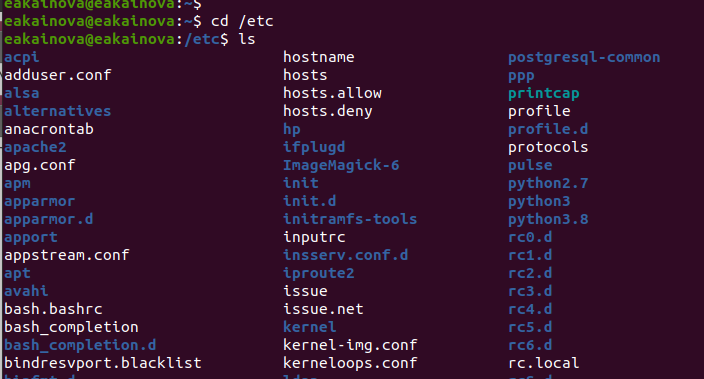 eakainova@eakainova:~$
eakainova@eakainova:~$ cd /etc
eakainova@eakainova:/etc$ ls
acpi hostname postgresql-common
adduser.conf hosts ppp
alsa hosts.allow printcap
alternatives hosts.deny profile
anacrontab hp profile.d
apache2 ifplugd protocols
apg.conf ImageMagick-6 pulse
apm init python2.7
apparmor init.d python3
apparmor.d initramfs-tools python3.8
apport inputrc rc0.d
appstream.conf insserv.conf.d rc1.d
apt iproute2 rc2.d
avahi issue rc3.d
bash.bashrc issue.net rc4.d
bash_completion kernel rc5.d
bash_completion.d kernel-img.conf rc6.d
bindresvport.blacklist kerneloops.conf rc.local